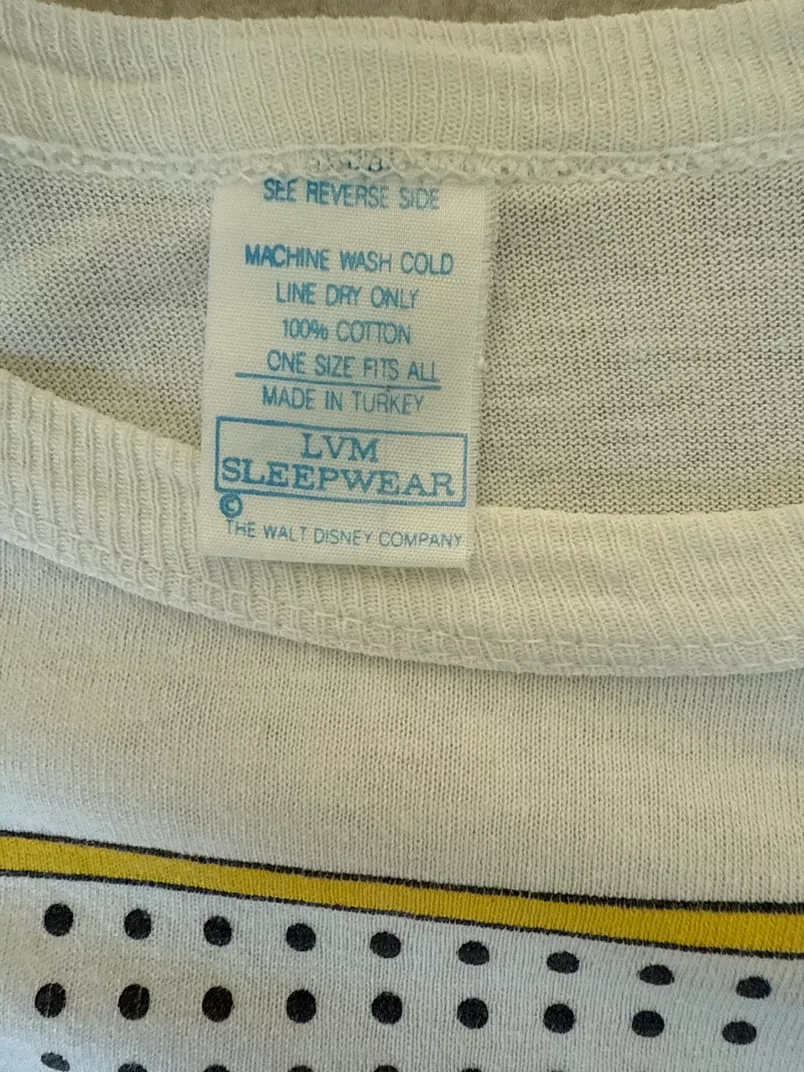 SEE REVERSE SIDE
MACHINE WASH COLD
LINE DRY ONLY
100% COTTON
ONE SIZE FITS ALL
MADE IN TURKEY
LVM
SLEEPWEAR
©
THE WALT DISNEY COMPANY